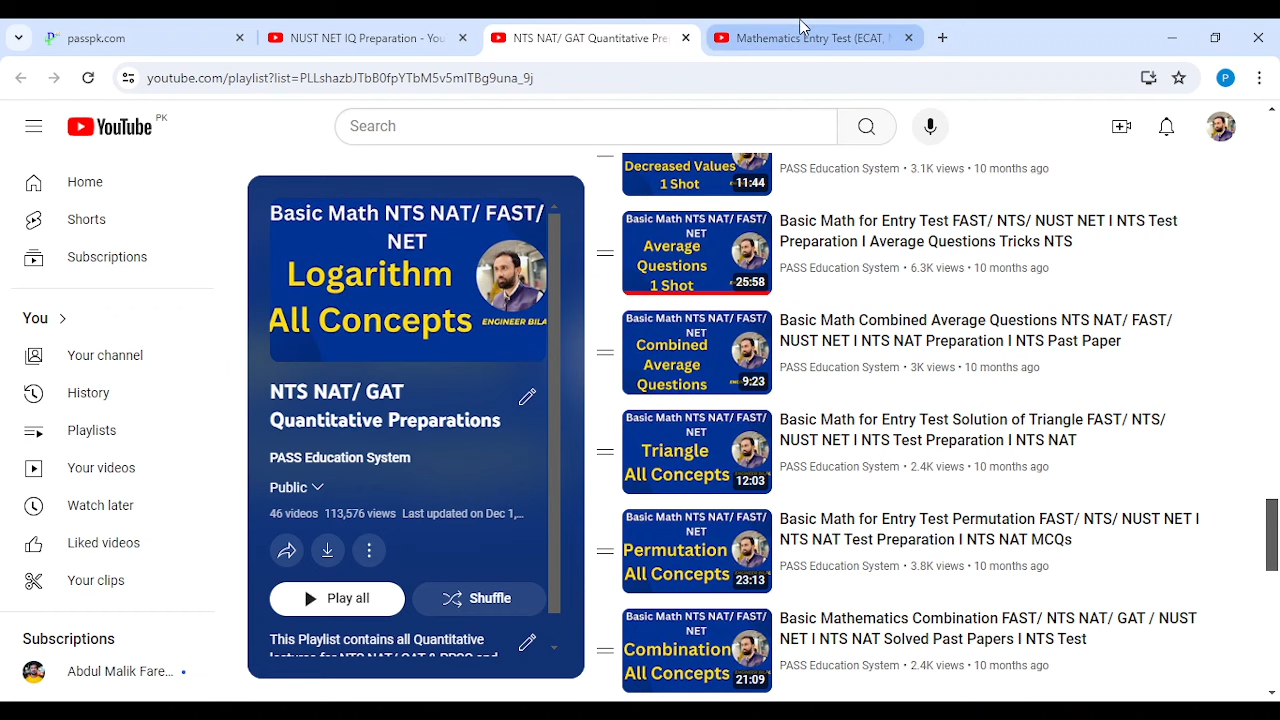 passpk.com
NUST NET IQ Preparation - You
NTS NAT/ GAT Quantitative Pre
Mathematics Entry Test (ECAT,
youtube.com/playlist?list=PLLshazbJTbB0fpYTbM5v5mITBg9una_9j
P
YouTube PK
Search
Home
Shorts
Subscriptions
You
Your channel
History
Playlists
Your videos
Watch later
Liked videos
Your clips
Subscriptions
Abdul Malik Fare...
Basic Math NTS NAT/ FAST/
NET
Logarithm
All Concepts
ENGINEER BILA
NTS NAT/ GAT
Quantitative Preparations
PASS Education System
Public
46 videos 113,576 views Last updated on Dec 1,...
Play all
Shuffle
This Playlist contains all Quantitative
Decreased Values
1 Shot
11:44
PASS Education System • 3.1K views • 10 months ago
Basic Math NTS NAT/ FAST/
NET
Average
Questions
1 Shot
25:58
Basic Math for Entry Test FAST/ NTS/ NUST NET I NTS Test
Preparation I Average Questions Tricks NTS
PASS Education System • 6.3K views • 10 months ago
Basic Math NTS NAT/ FAST/
NET
Combined
Average
Questions
9:23
Basic Math Combined Average Questions NTS NAT/ FAST/
NUST NET I NTS NAT Preparation I NTS Past Paper
PASS Education System • 3K views • 10 months ago
Basic Math NTS NAT/ FAST/
NET
Triangle
All Concepts
12:03
Basic Math for Entry Test Solution of Triangle FAST/ NTS/
NUST NET I NTS Test Preparation I NTS NAT
PASS Education System • 2.4K views • 10 months ago
Basic Math NTS NAT/ FAST/
NET
Permutation
All Concepts
23:13
Basic Math for Entry Test Permutation FAST/ NTS/ NUST NET I
NTS NAT Test Preparation I NTS NAT MCQs
PASS Education System • 3.8K views • 10 months ago
Basic Math NTS NAT/ FAST/
NET
Combination
All Concepts
21:09
Basic Mathematics Combination FAST/ NTS NAT/ GAT / NUST
NET I NTS NAT Solved Past Papers I NTS Test
PASS Education System • 2.4K views • 10 months ago